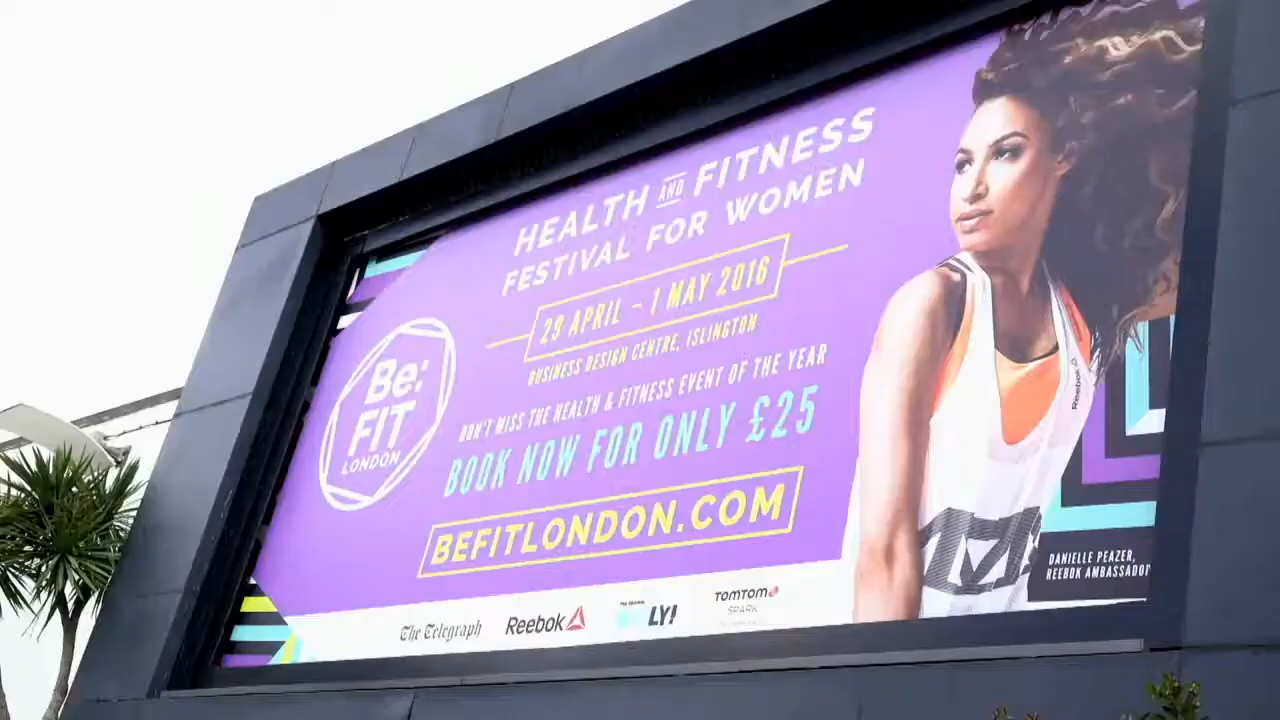 HEALTH AND FITNESS
FESTIVAL FOR WOMEN
29 APRIL – 1 MAY 2016
BUSINESS DESIGN CENTRE, ISLINGTON
DON'T MISS THE HEALTH & FITNESS EVENT OF THE YEAR
BOOK NOW FOR ONLY £25
BEFITLONDON.COM
Be:
FIT
LONDON
Reebok
DANIELLE PEAZER,
REEBOK AMBASSADOR
The Telegraph
Reebok
LY!
TOMTOM
SPARK